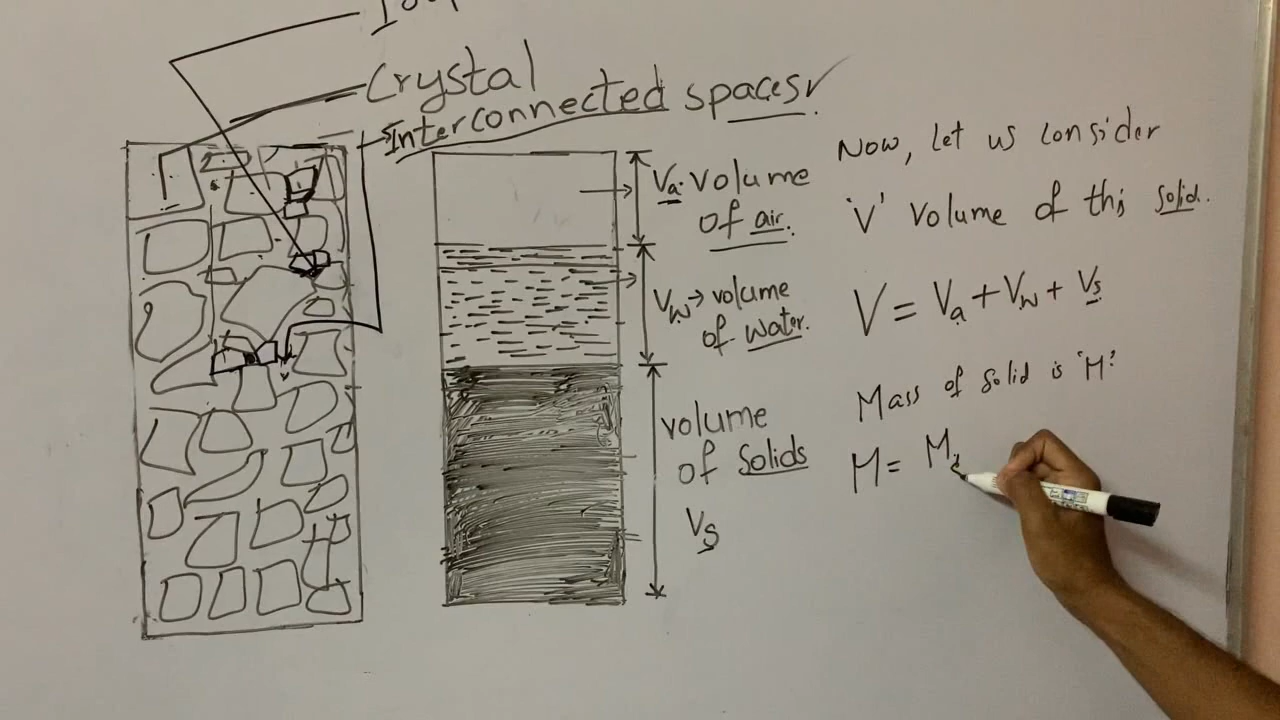 Crystal
Interconnected spaces
Va. Volume
of air.
Vw → volume
of water.
volume
of solids
Vs
Now, let us consider
'V' Volume of this solid.
V = Va + Vw + Vs
Mass of solid is 'M'.
M = M